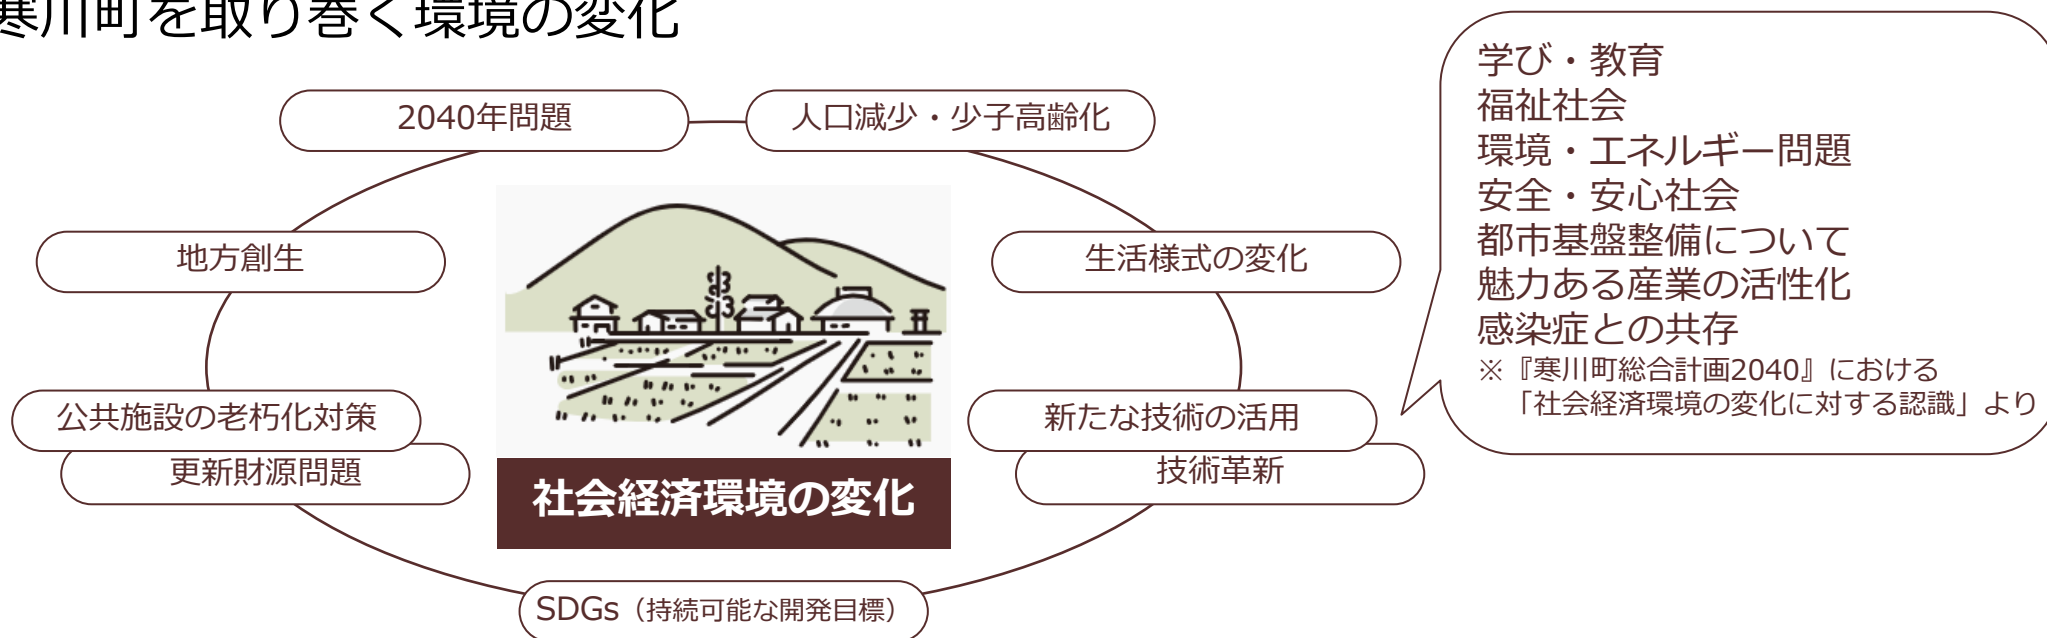 寒川町を取り巻く環境の変化
2040年問題
人口減少・少子高齢化
地方創生
生活様式の変化
公共施設の老朽化対策
更新財源問題
新たな技術の活用
技術革新
社会経済環境の変化
SDGs（持続可能な開発目標）
学び・教育
福祉社会
環境・エネルギー問題
安全・安心社会
都市基盤整備について
魅力ある産業の活性化
感染症との共存
※『寒川町総合計画2040』における
「社会経済環境の変化に対する認識」より